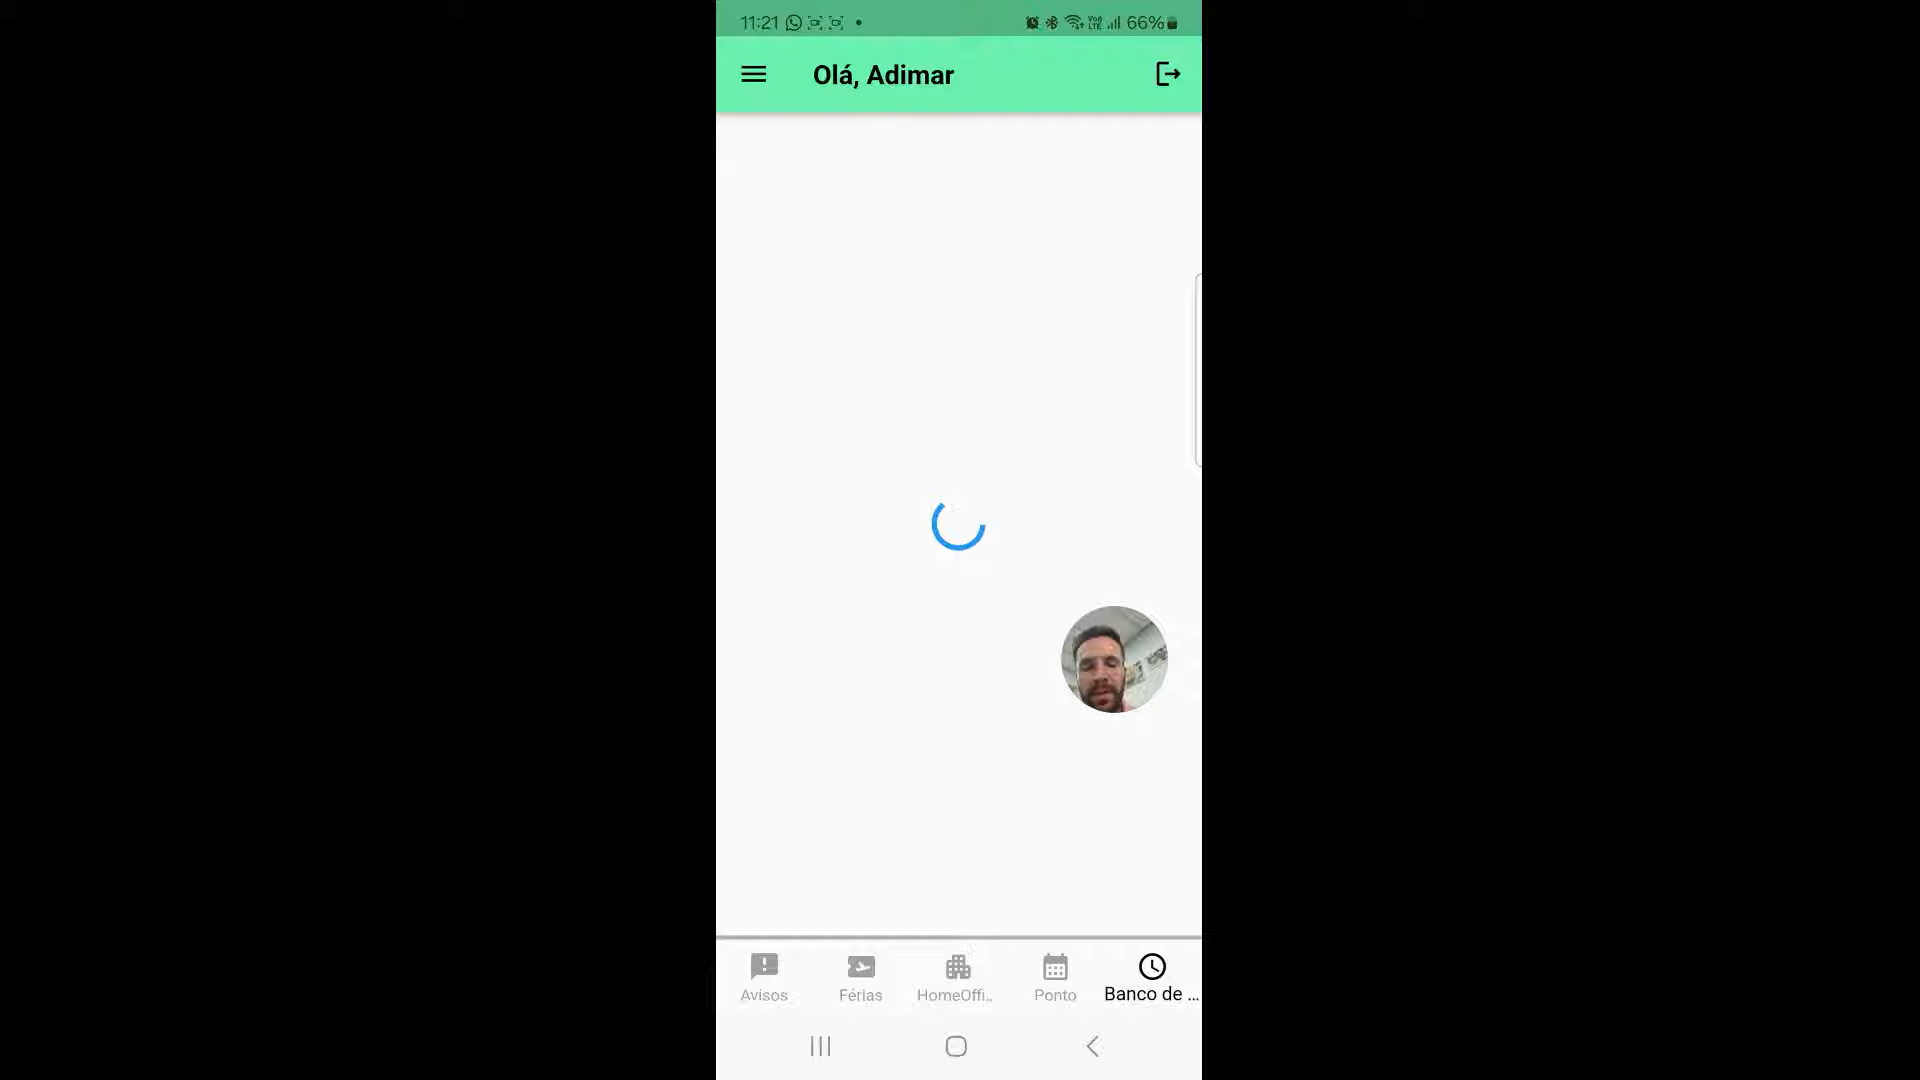 11:21 66%
Olá, Adimar
Avisos Férias HomeOffi... Ponto Banco de ...